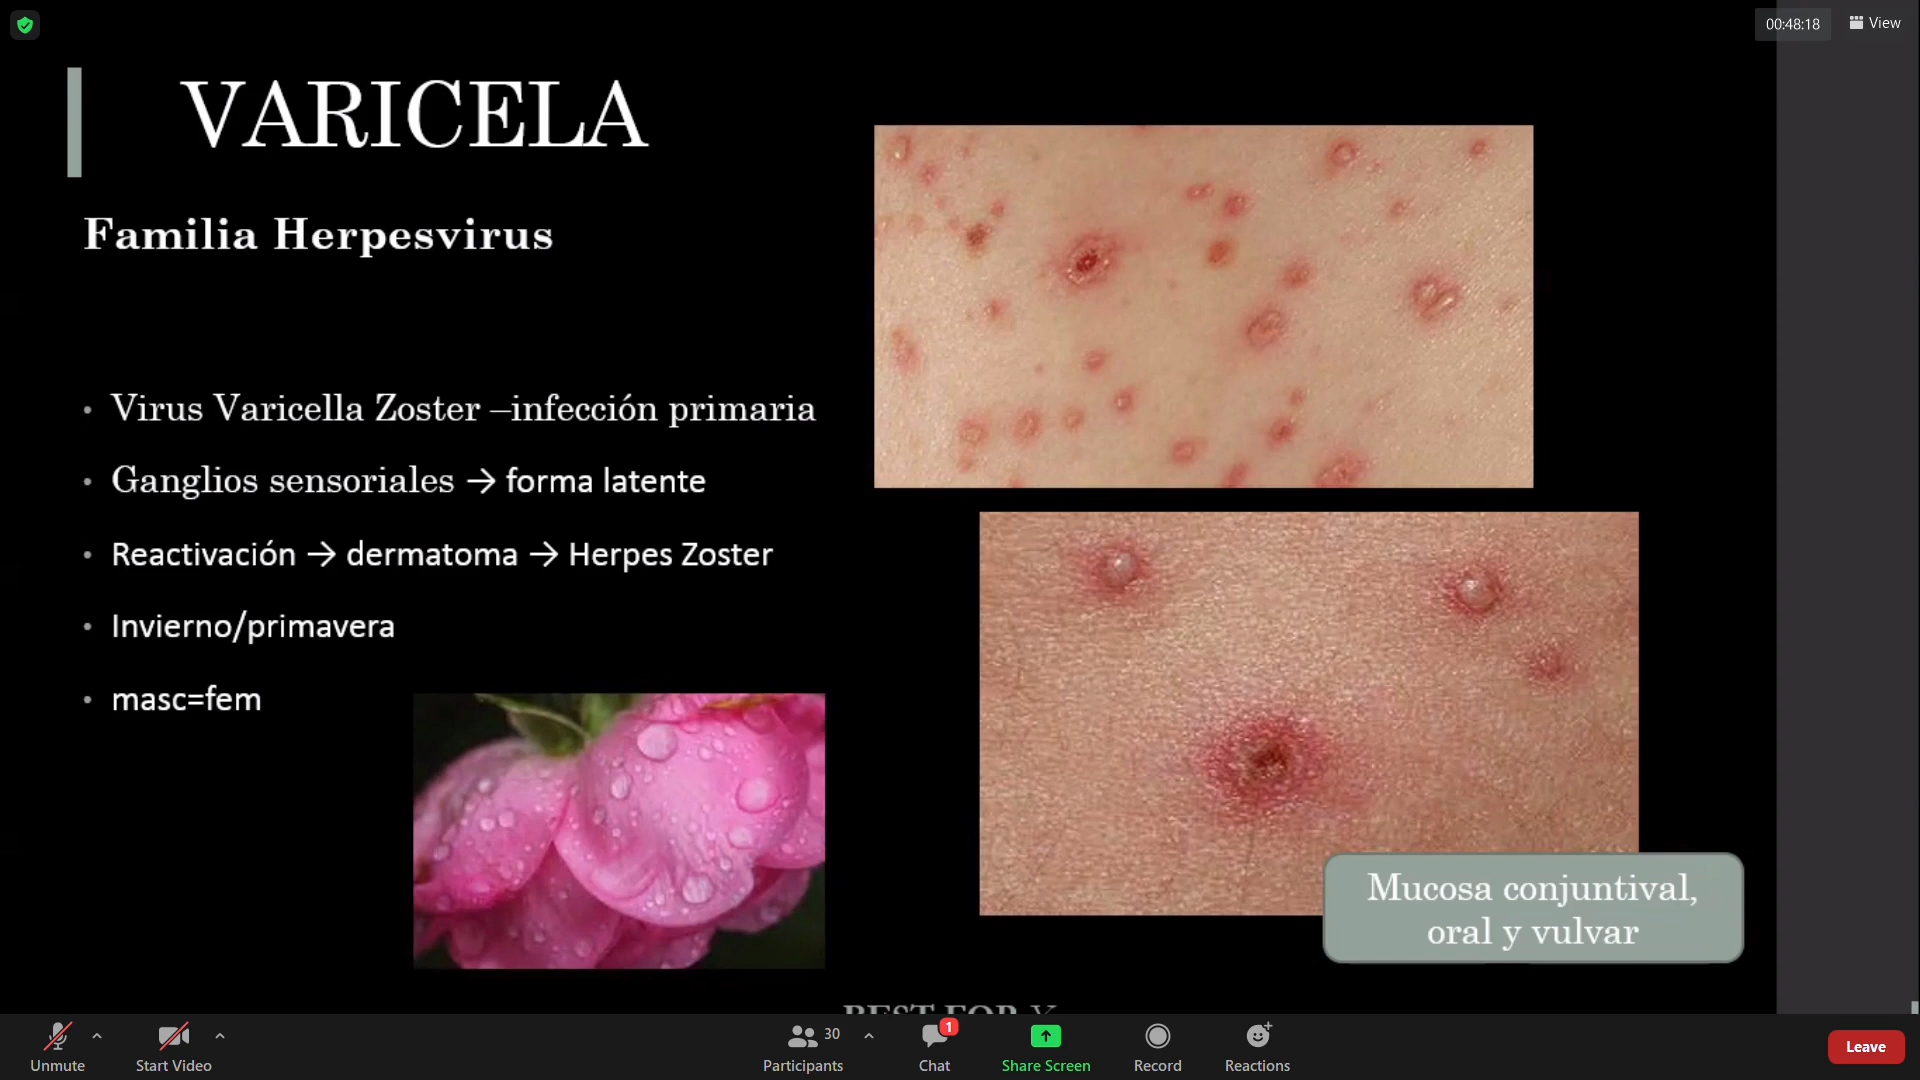 00:48:18
View
VARICELA
Familia Herpesvirus
• Virus Varicella Zoster –infección primaria
• Ganglios sensoriales → forma latente
• Reactivación → dermatoma → Herpes Zoster
• Invierno/primavera
• masc=fem
Mucosa conjuntival,
oral y vulvar
BEST FOR Y
Unmute
Start Video
30
Participants
1
Chat
Share Screen
Record
Reactions
Leave